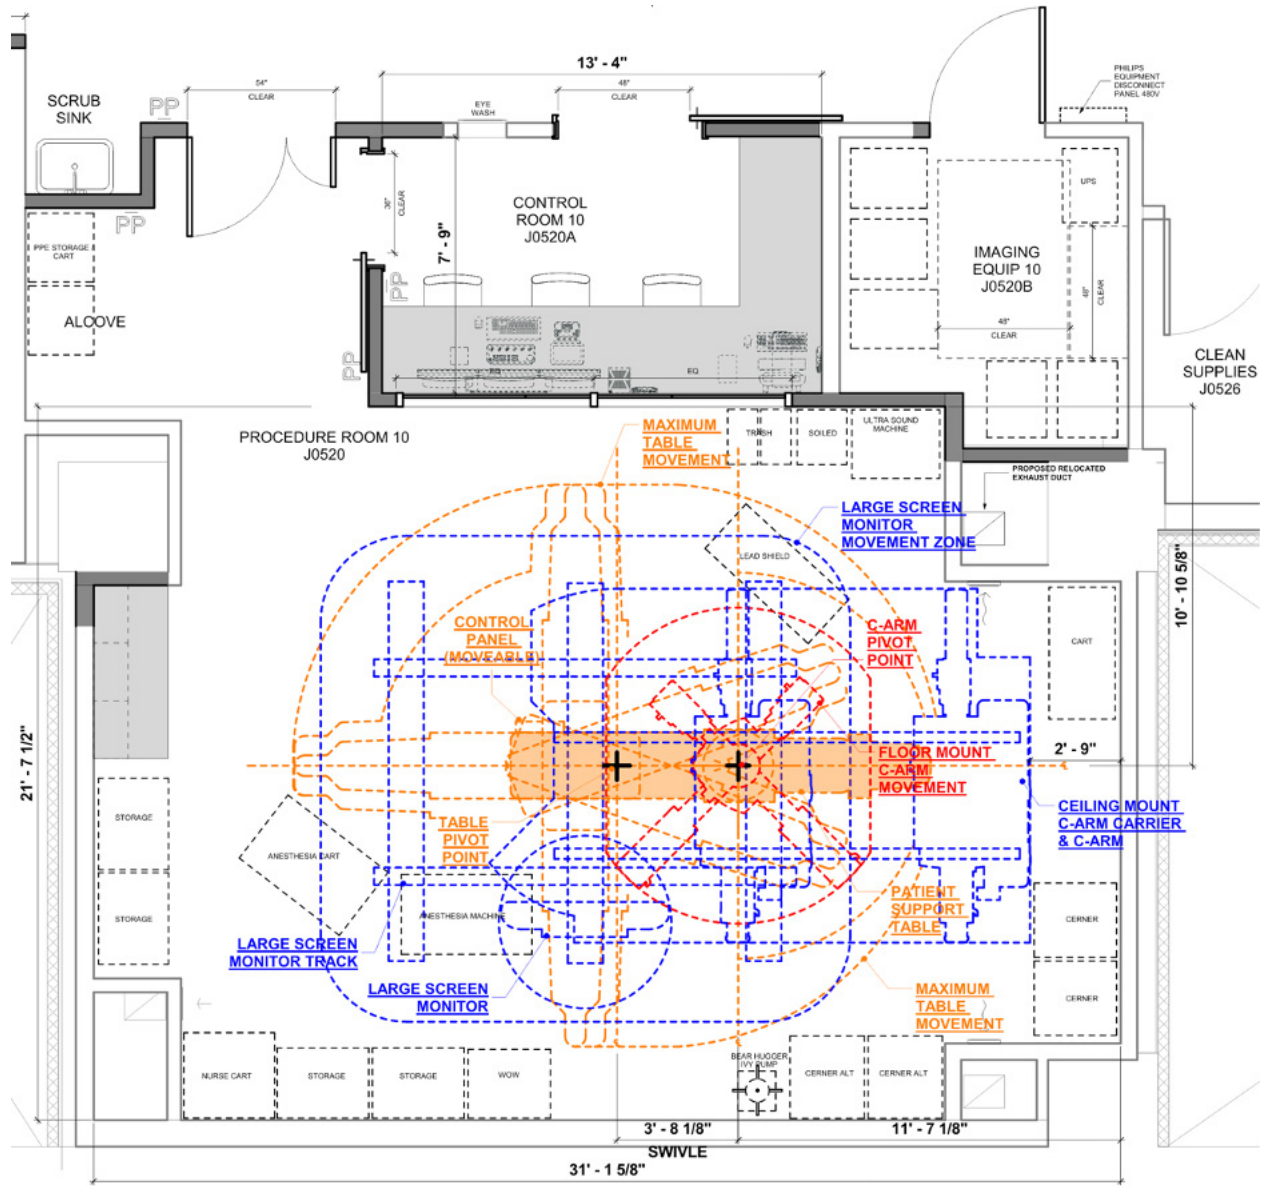 13' - 4"
54"
CLEAR
48"
CLEAR
PHILIPS
EQUIPMENT
DISCONNECT
PANEL 480V
SCRUB
SINK
PP
EYE
WASH
UPS
36"
CLEAR
CONTROL
ROOM 10
J0520A
7' - 9"
PP
PPE STORAGE
CART
IMAGING
EQUIP 10
J0520B
48"
CLEAR
PP
ALCOVE
48"
CLEAR
PP
EQ
EQ
CLEAN
SUPPLIES
J0526
PROCEDURE ROOM 10
J0520
MAXIMUM
TABLE
MOVEMENT
TRASH
SOILED
ULTRA SOUND
MACHINE
PROPOSED RELOCATED
EXHAUST DUCT
LARGE SCREEN
MONITOR
MOVEMENT ZONE
LEAD SHIELD
10' - 10 5/8"
CONTROL
PANEL
(MOVEABLE)
C-ARM
PIVOT
POINT
CART
21' - 7 1/2"
FLOOR MOUNT
C-ARM
MOVEMENT
2' - 9"
STORAGE
TABLE
PIVOT
POINT
CEILING MOUNT
C-ARM CARRIER
& C-ARM
ANESTHESIA CART
STORAGE
ANESTHESIA MACHINE
PATIENT
SUPPORT
TABLE
CERNER
LARGE SCREEN
MONITOR TRACK
LARGE SCREEN
MONITOR
MAXIMUM
TABLE
MOVEMENT
CERNER
NURSE CART
STORAGE
STORAGE
WOW
BEAR HUGGER
IVY PUMP
CERNER ALT
CERNER ALT
3' - 8 1/8"
11' - 7 1/8"
SWIVLE
31' - 1 5/8"